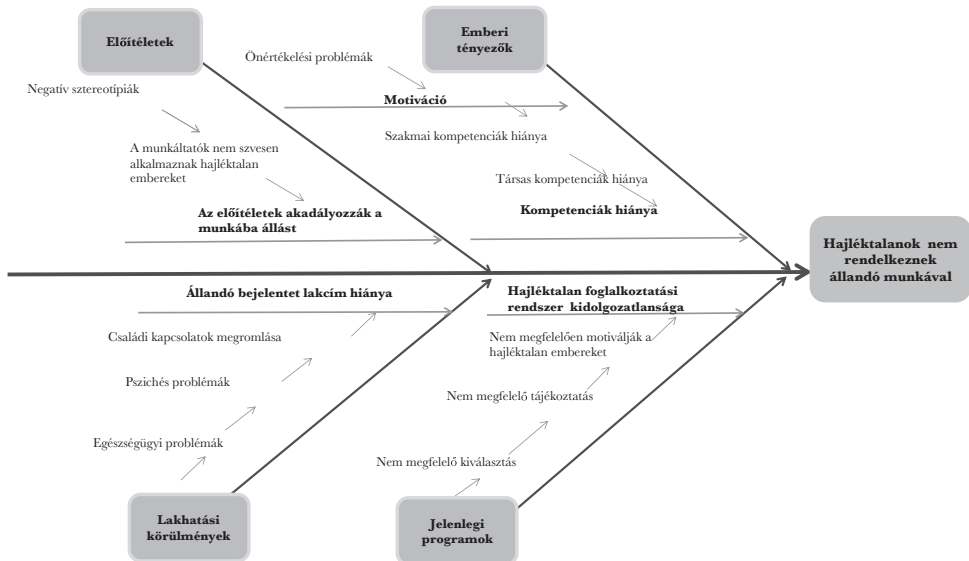 Előítéletek
Emberi
tényezők
Önértékelési problémák
Negatív sztereotípiák
Motiváció
Szakmai kompetenciák hiánya
A munkáltatók nem szvesen
alkalmaznak hajléktalan
embereket
Társas kompetenciák hiánya
Az előítéletek akadályozzák a
munkába állást
Kompetenciák hiánya
Hajléktalanok nem
rendelkeznek
állandó munkával
Állandó bejelentet lakcím hiánya
Hajléktalan foglalkoztatási
rendszer kidolgozatlansága
Családi kapcsolatok megromlása
Nem megfelelően motiválják a
hajléktalan embereket
Pszichés problémák
Nem megfelelő tájékoztatás
Egészségügyi problémák
Nem megfelelő kiválasztás
Lakhatási
körülmények
Jelenlegi
programok